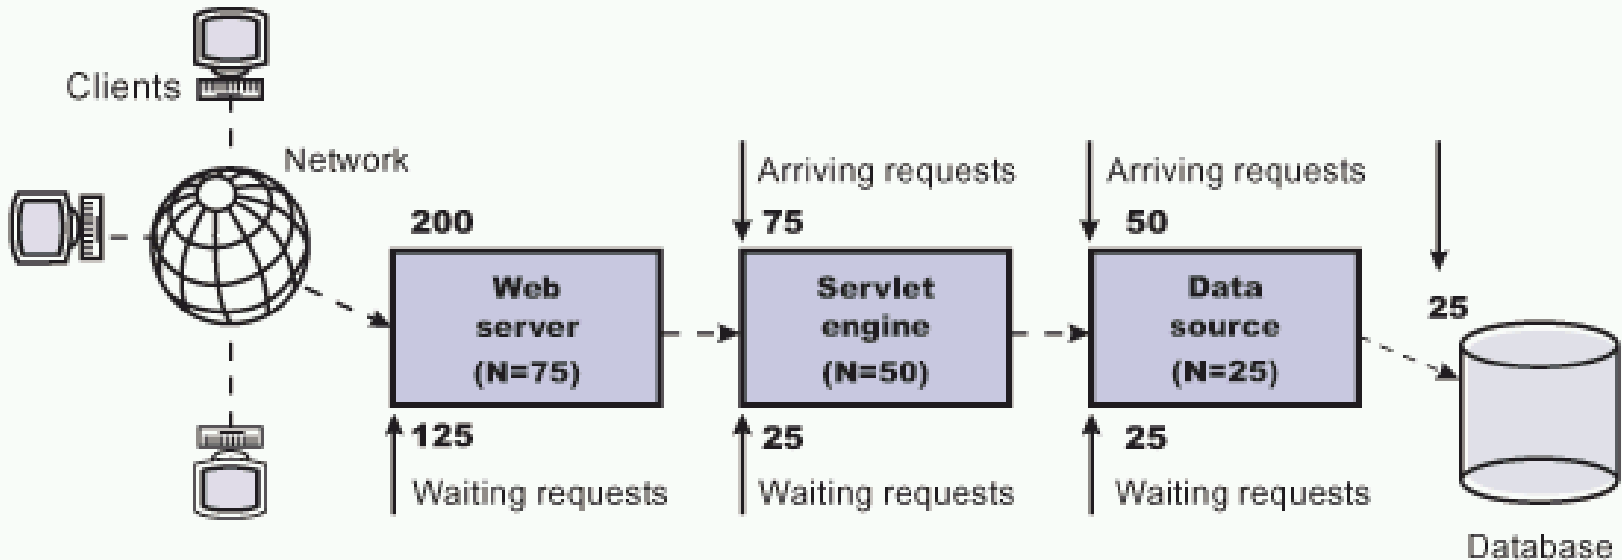 Clients
Network
Arriving requests
Arriving requests
200
75
50
25
Web
server
(N=75)
Servlet
engine
(N=50)
Data
source
(N=25)
125
25
25
Waiting requests
Waiting requests
Waiting requests
Database